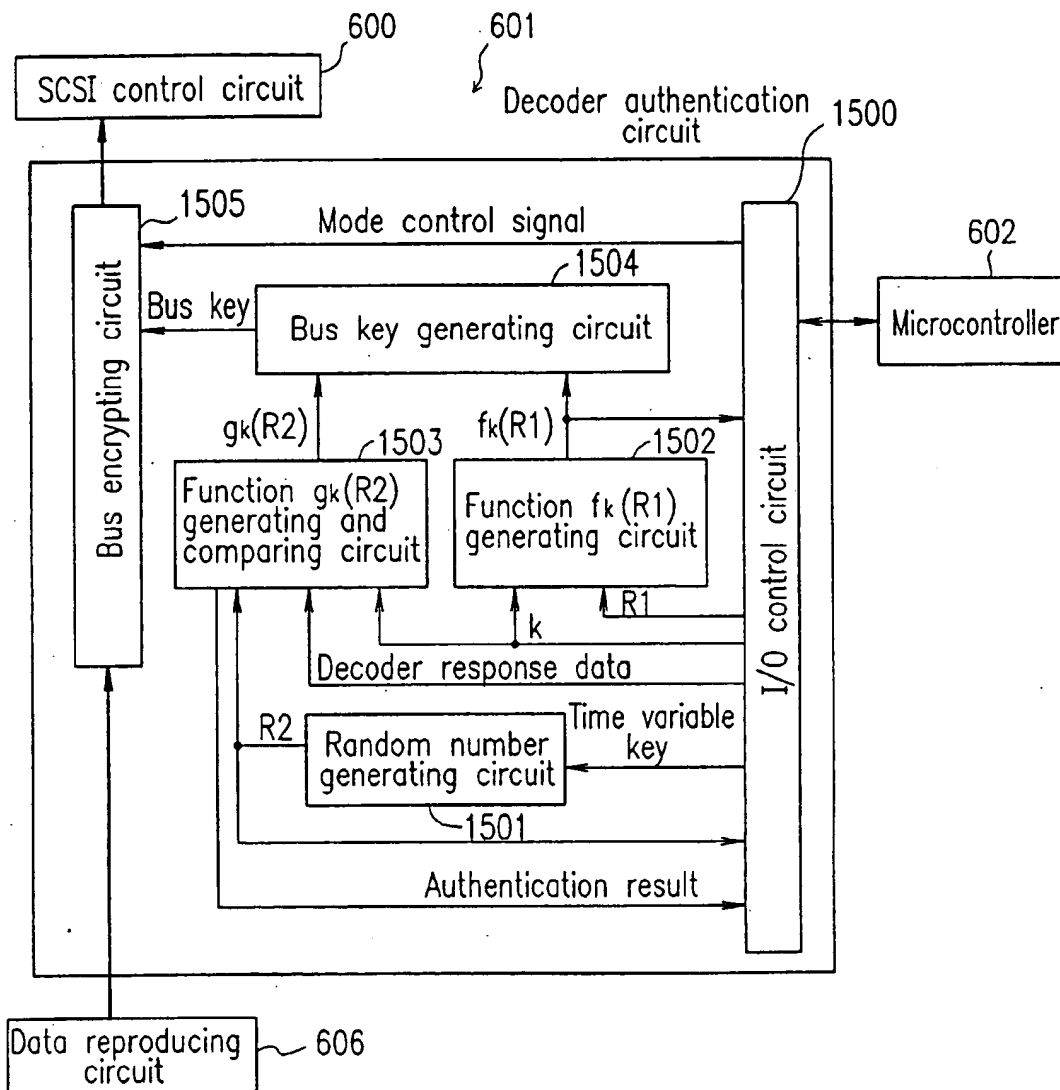 600
601
SCSI control circuit
Decoder authentication
circuit
1500
1505
Mode control signal
602
1504
Bus key
Bus key generating circuit
Microcontroller
Bus encrypting circuit
gk(R2)
fk(R1)
1503
1502
Function gk(R2)
generating and
comparing circuit
Function fk(R1)
generating circuit
I/O control circuit
R1
k
Decoder response data
R2
Time variable
key
Random number
generating circuit
1501
Authentication result
Data reproducing
circuit
606